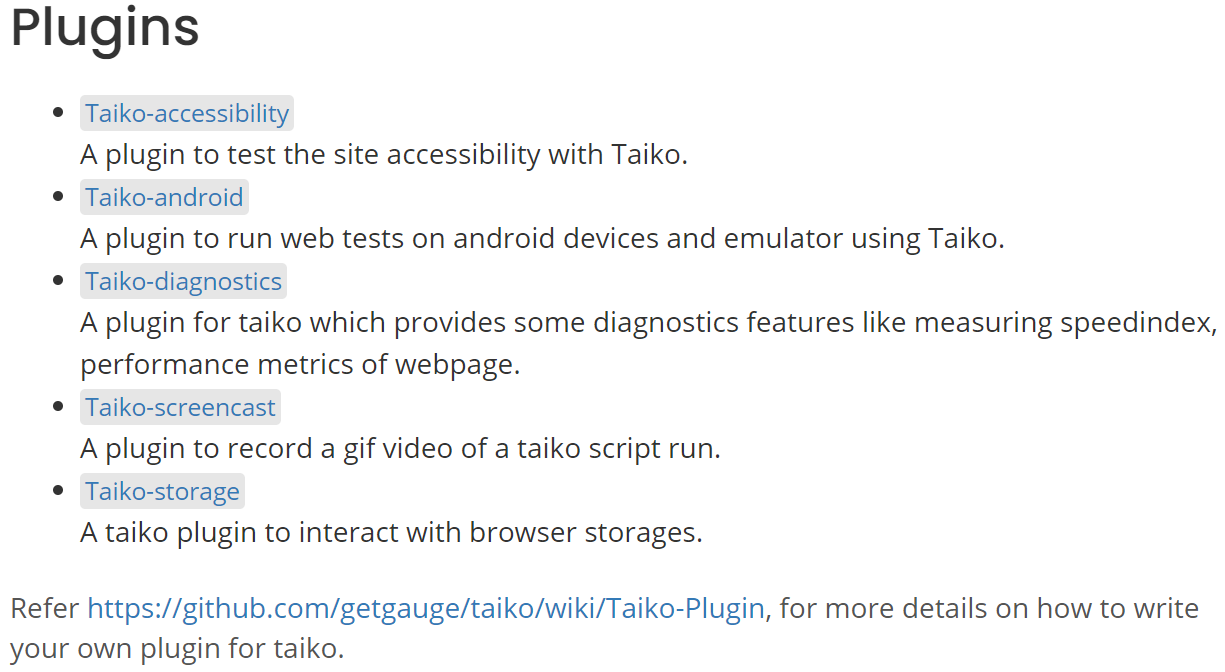 Plugins
Taiko-accessibility
A plugin to test the site accessibility with Taiko.
Taiko-android
A plugin to run web tests on android devices and emulator using Taiko.
Taiko-diagnostics
A plugin for taiko which provides some diagnostics features like measuring speedindex,
performance metrics of webpage.
Taiko-screencast
A plugin to record a gif video of a taiko script run.
Taiko-storage
A taiko plugin to interact with browser storages.
Refer https://github.com/getgauge/taiko/wiki/Taiko-Plugin, for more details on how to write
your own plugin for taiko.